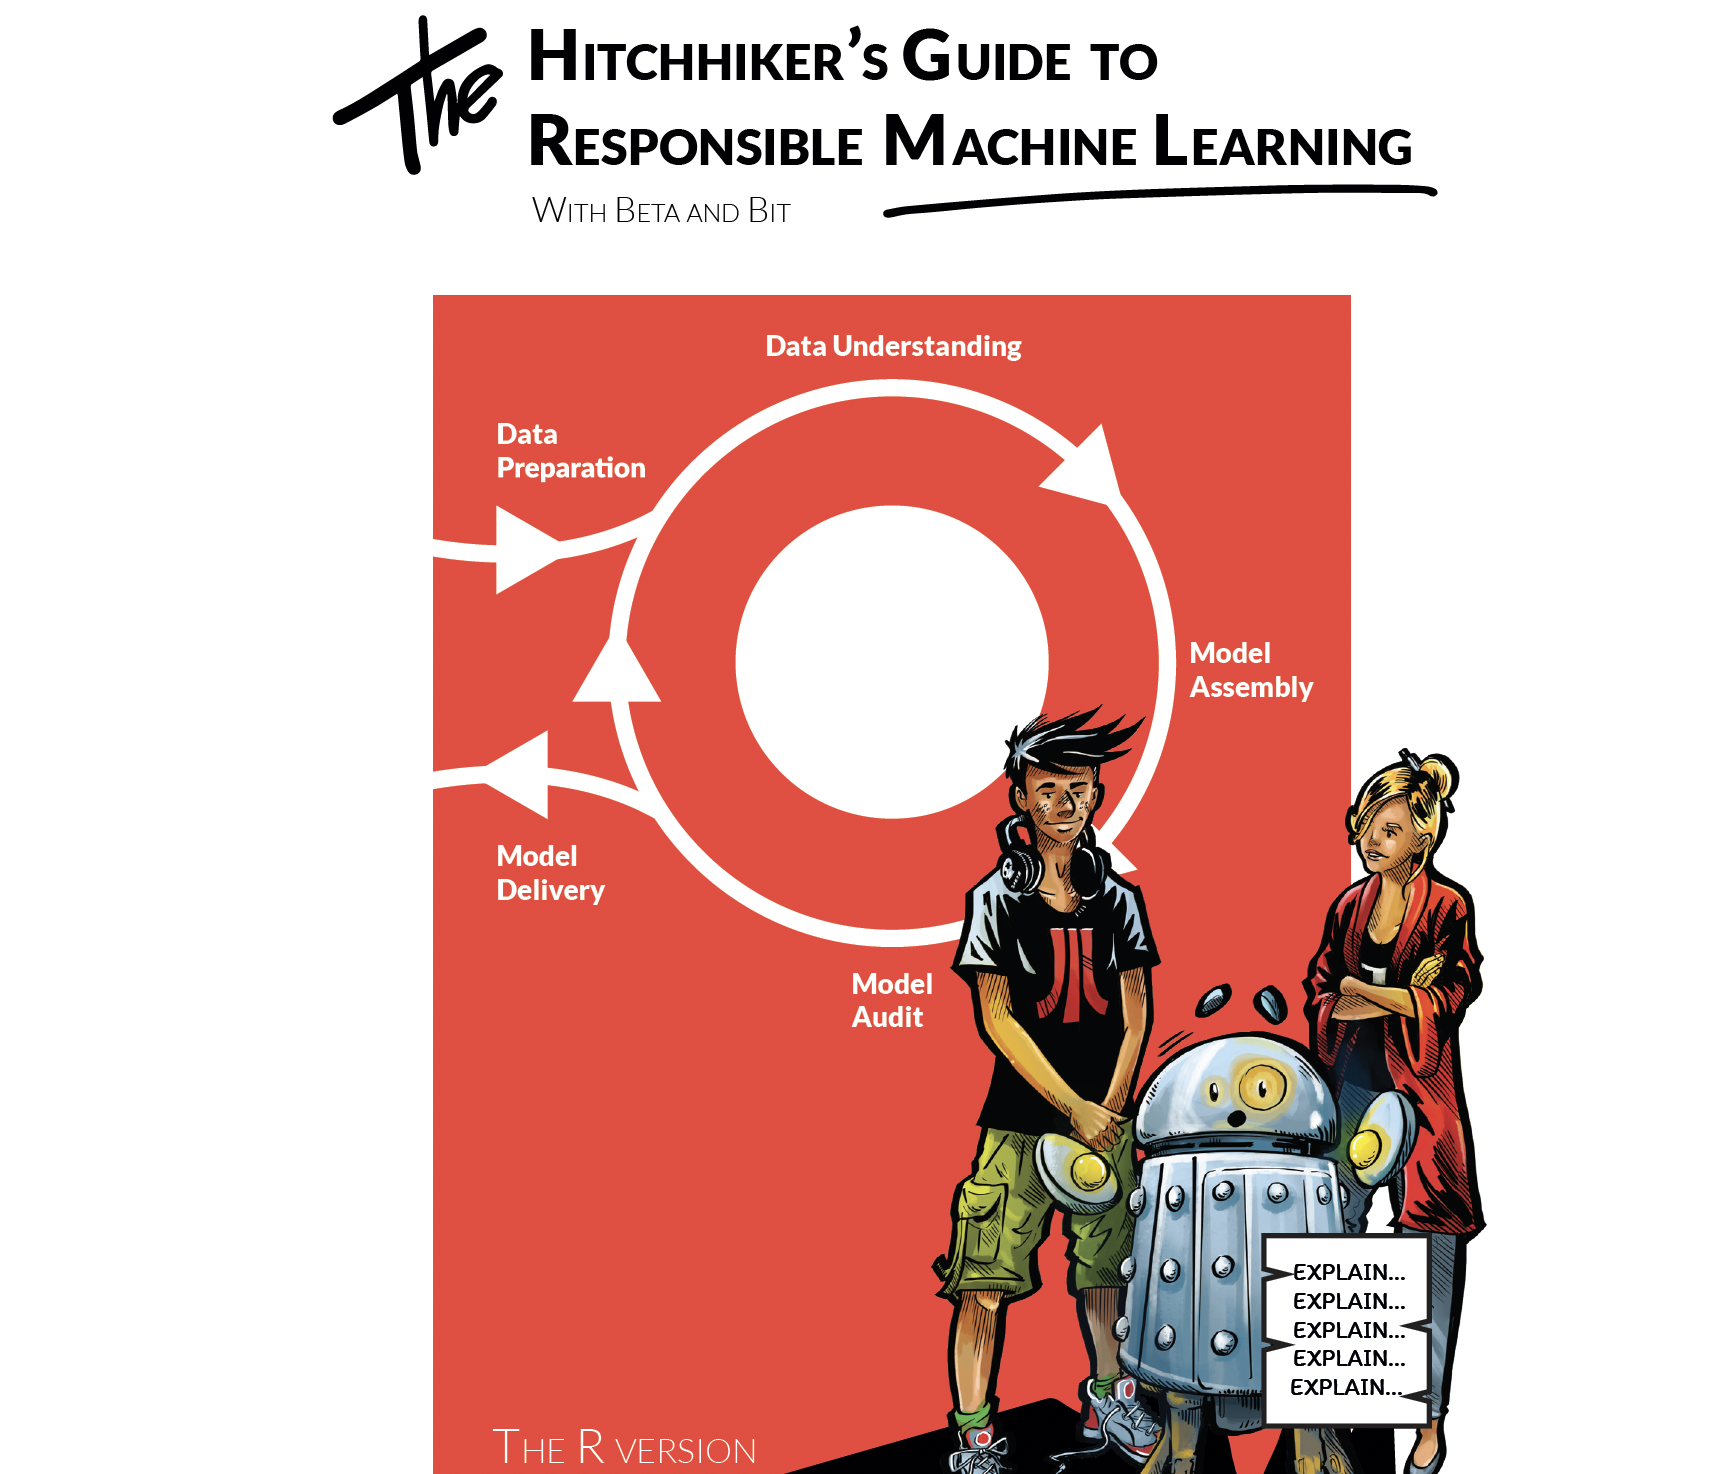 The Hitchhiker's Guide to
Responsible Machine Learning
With Beta and Bit
Data Understanding
Data
Preparation
Model
Assembly
Model
Delivery
Model
Audit
EXPLAIN...
EXPLAIN...
EXPLAIN...
EXPLAIN...
EXPLAIN...
The R version